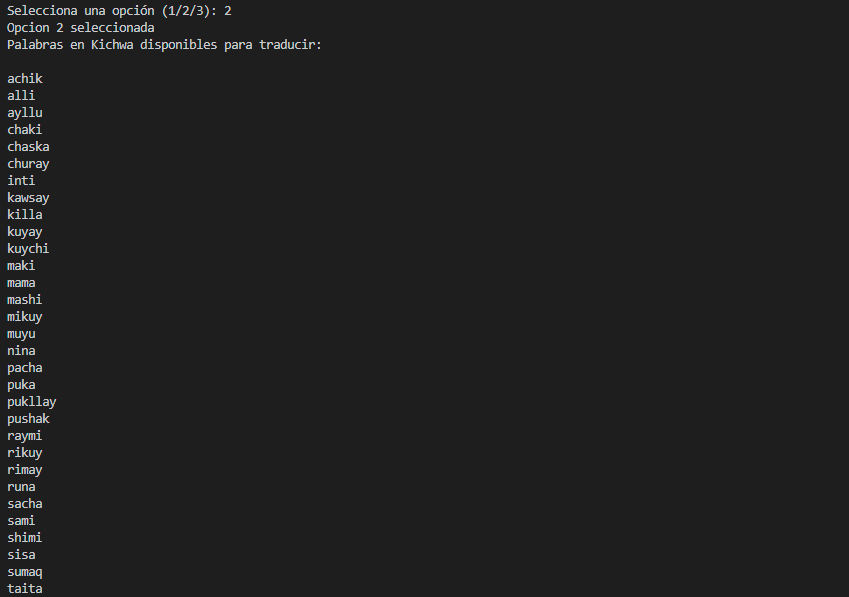 Selecciona una opción (1/2/3): 2
Opcion 2 seleccionada
Palabras en Kichwa disponibles para traducir:
achik
alli
ayllu
chaki
chaska
churay
inti
kawsay
killa
kuyay
kuychi
maki
mama
mashi
mikuy
muyu
nina
pacha
puka
pukllay
pushak
raymi
rikuy
rimay
runa
sacha
sami
shimi
sisa
sumaq
taita